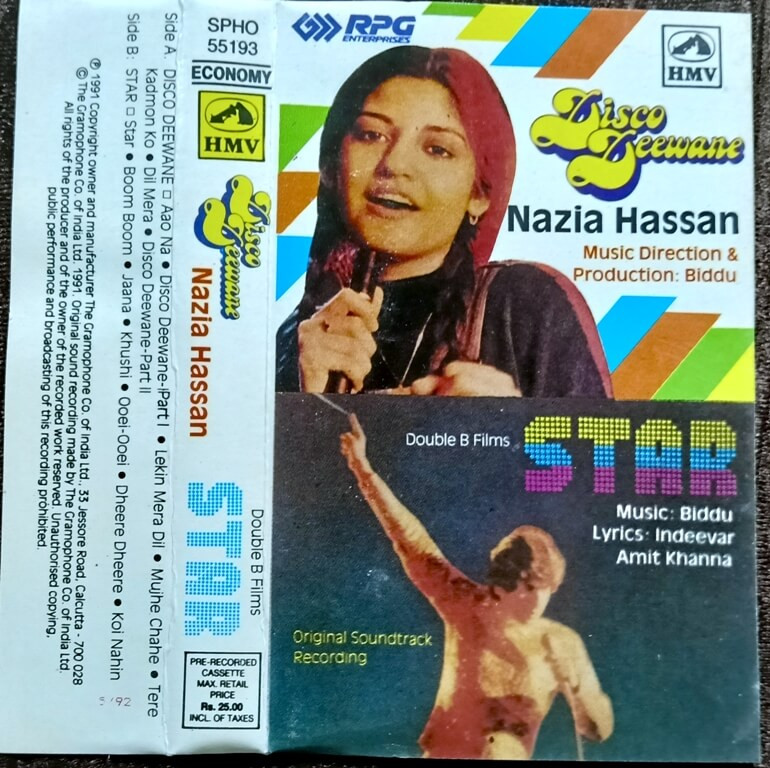 RPG
ENTERPRISES
HMV
Disco
Deewane
Nazia Hassan
Music Direction &
Production: Biddu
Double B Films
STAR
Music: Biddu
Lyrics: Indeevar
Amit Khanna
Original Soundtrack
Recording
SPHO
55193
ECONOMY
HMV
Disco
Deewane
Nazia Hassan
Double B Films
STAR
PRE-RECORDED
CASSETTE
MAX. RETAIL
PRICE
Rs. 25.00
INCL. OF TAXES
Side A: DISCO DEEWANE □ Aao Na • Disco Deewane-Part I • Lekin Mera Dil • Mujhe Chahe • Tere
Kadmon Ko • Dil Mera • Disco Deewane-Part II
Side B: STAR □ Star • Boom Boom • Jaana • Khushi • Ooei-Ooei • Dheere Dheere • Koi Nahin
℗ 1991 Copyright owner and manufacturer The Gramophone Co. of India Ltd., 33 Jessore Road, Calcutta - 700 028
© The Gramophone Co. of India Ltd. 1991. Original sound recording made by The Gramophone Co. of India Ltd.
All rights of the producer and of the owner of the recorded work reserved. Unauthorised copying,
public performance and broadcasting of this recording prohibited.
5/92